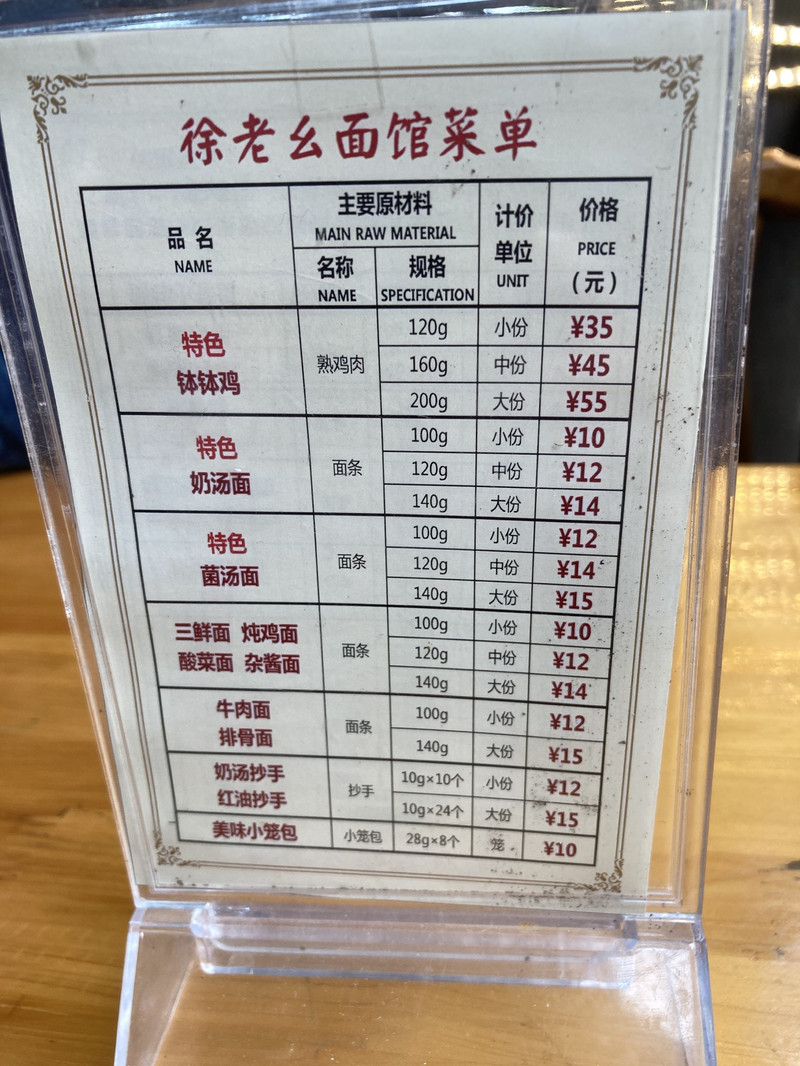 徐老幺面馆菜单
品 名
NAME
主要原材料
MAIN RAW MATERIAL
名称
NAME
规格
SPECIFICATION
计价
单位
UNIT
价格
PRICE
(元)
特色
钵钵鸡
熟鸡肉
120g 小份 ¥35
160g 中份 ¥45
200g 大份 ¥55
特色
奶汤面
面条
100g 小份 ¥10
120g 中份 ¥12
140g 大份 ¥14
特色
菌汤面
面条
100g 小份 ¥12
120g 中份 ¥14
140g 大份 ¥15
三鲜面 炖鸡面
酸菜面 杂酱面
面条
100g 小份 ¥10
120g 中份 ¥12
140g 大份 ¥14
牛肉面
排骨面
面条
100g 小份 ¥12
140g 大份 ¥15
奶汤抄手
红油抄手
抄手
10g×10个 小份 ¥12
10g×24个 大份 ¥15
美味小笼包 小笼包 28g×8个 笼 ¥10